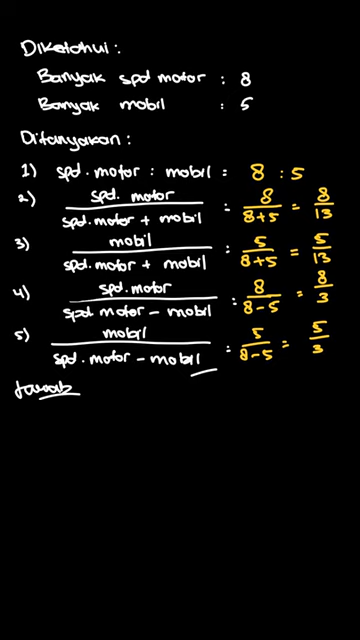 Diketahui :
Banyak spd motor : 8
Banyak mobil : 5
Ditanyakan :
1) spd. motor : mobil = 8 : 5
2) spd. motor / spd. motor + mobil = 8 / 8+5 = 8 / 13
3) mobil / spd. motor + mobil = 5 / 8+5 = 5 / 13
4) spd. motor / spd. motor - mobil = 8 / 8-5 = 8 / 3
5) mobil / spd. motor - mobil = 5 / 8-5 = 5 / 3
Jawab